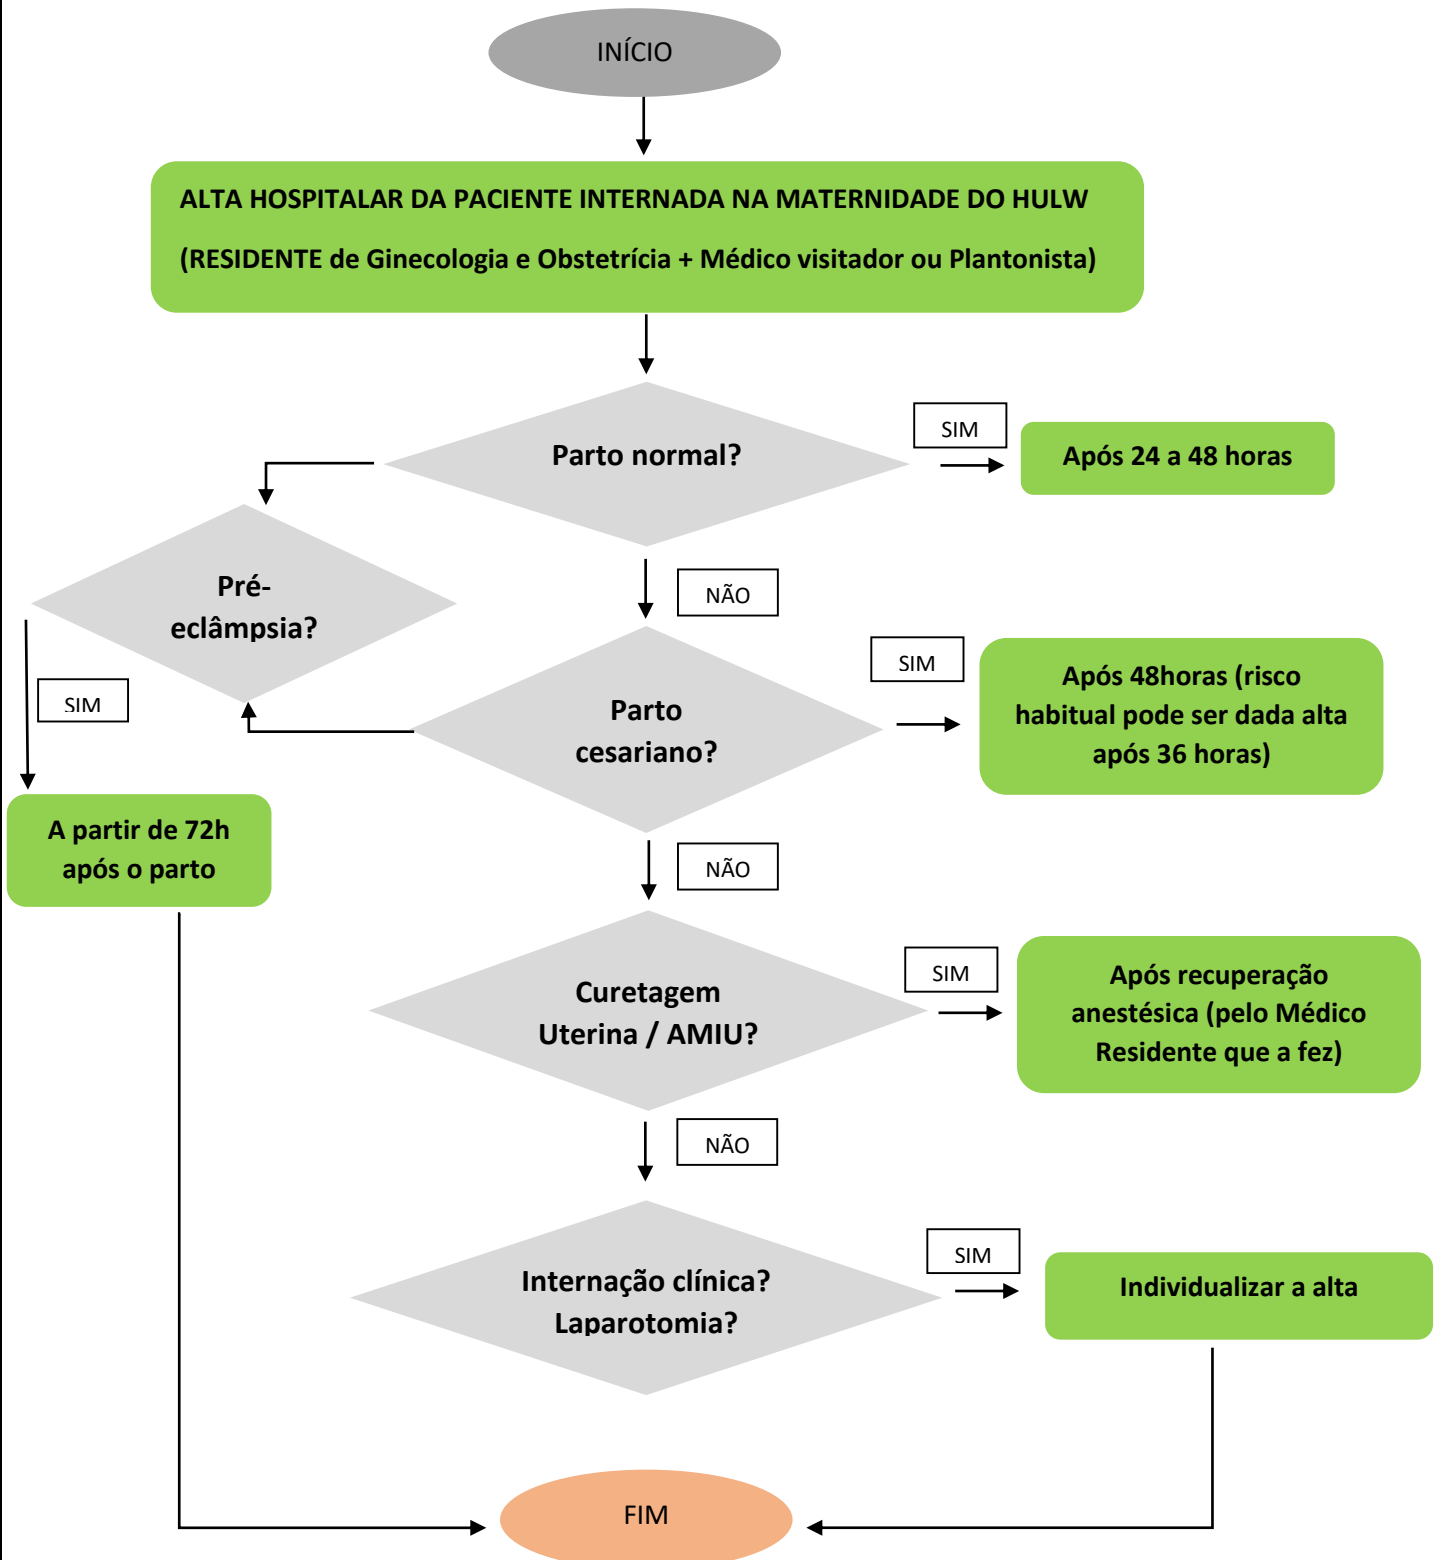 INÍCIO
ALTA HOSPITALAR DA PACIENTE INTERNADA NA MATERNIDADE DO HULW
(RESIDENTE de Ginecologia e Obstetrícia + Médico visitador ou Plantonista)
Parto normal?
SIM
Após 24 a 48 horas
Pré-
eclâmpsia?
NÃO
SIM
Parto
cesariano?
SIM
Após 48horas (risco
habitual pode ser dada alta
após 36 horas)
A partir de 72h
após o parto
NÃO
Curetagem
Uterina / AMIU?
SIM
Após recuperação
anestésica (pelo Médico
Residente que a fez)
NÃO
Internação clínica?
Laparotomia?
SIM
Individualizar a alta
FIM